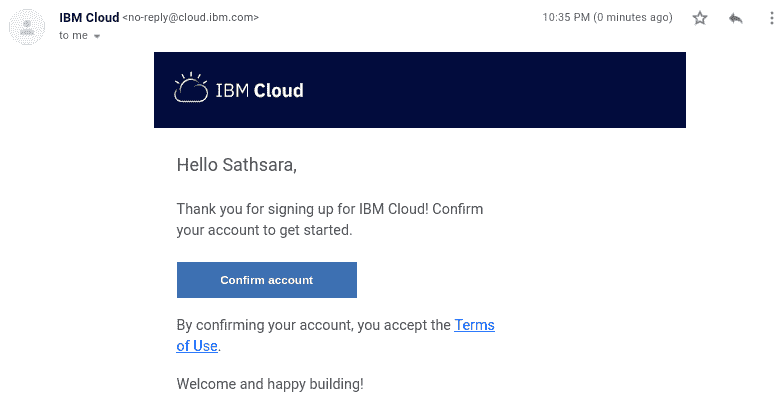 IBM Cloud <no-reply@cloud.ibm.com>
10:35 PM (0 minutes ago)
to me
IBM Cloud
Hello Sathsara,
Thank you for signing up for IBM Cloud! Confirm
your account to get started.
Confirm account
By confirming your account, you accept the Terms
of Use.
Welcome and happy building!